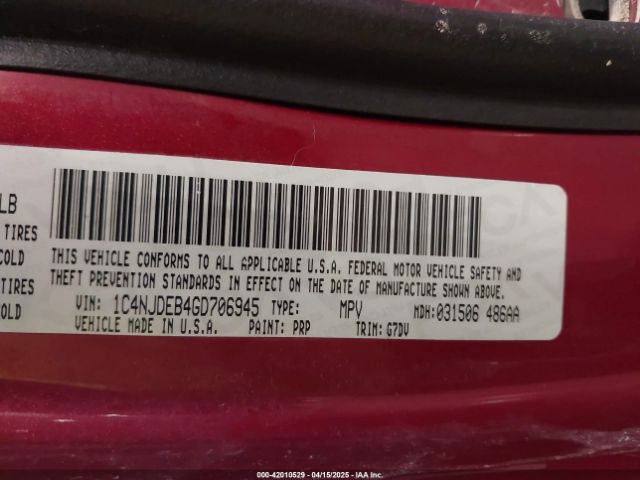 LB
TIRES
COLD
TIRES
COLD
THIS VEHICLE CONFORMS TO ALL APPLICABLE U.S.A. FEDERAL MOTOR VEHICLE SAFETY AND
THEFT PREVENTION STANDARDS IN EFFECT ON THE DATE OF MANUFACTURE SHOWN ABOVE.
VIN: 1C4NJDEB4GD706945 TYPE: MPV MDH:031506 486AA
VEHICLE MADE IN U.S.A. PAINT: PRP TRIM: G7DV
000-42010529 - 04/15/2025 - IAA Inc.